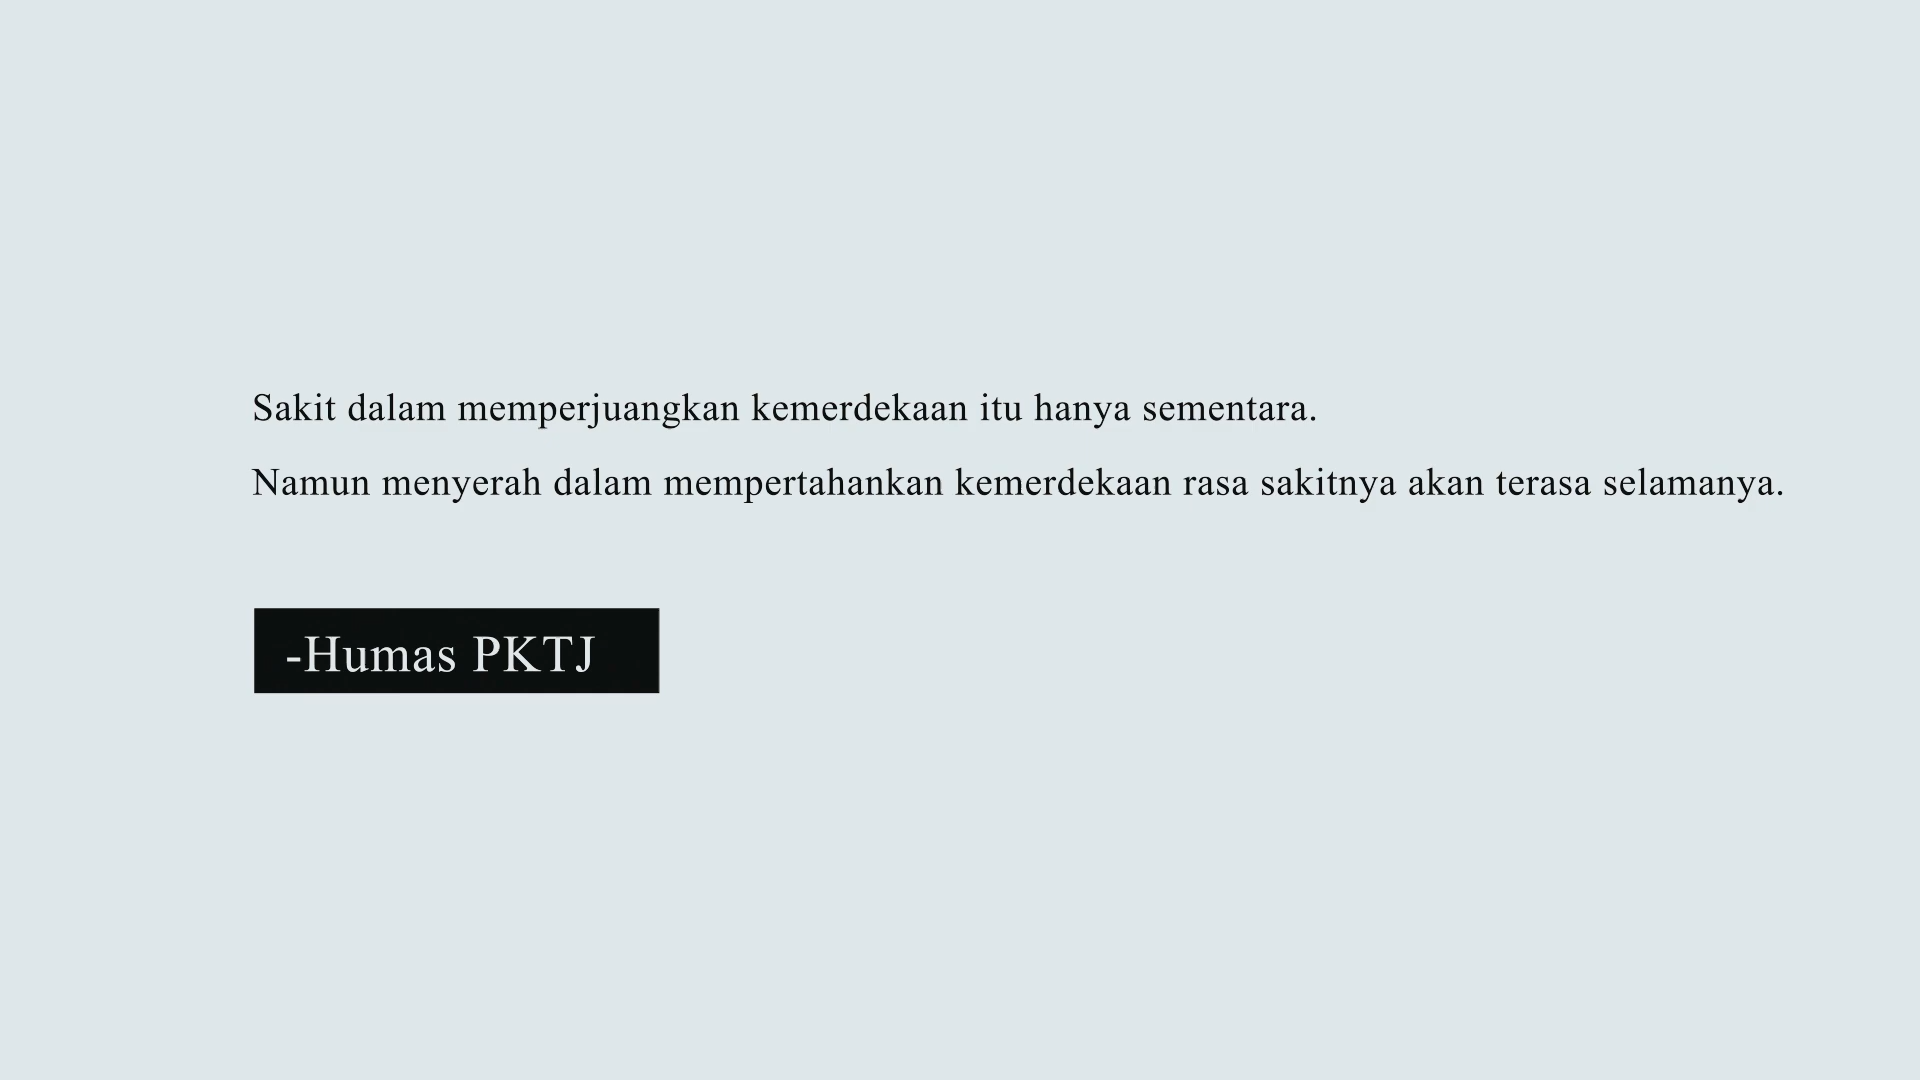 Sakit dalam memperjuangkan kemerdekaan itu hanya sementara.
Namun menyerah dalam mempertahankan kemerdekaan rasa sakitnya akan terasa selamanya.
-Humas PKTJ